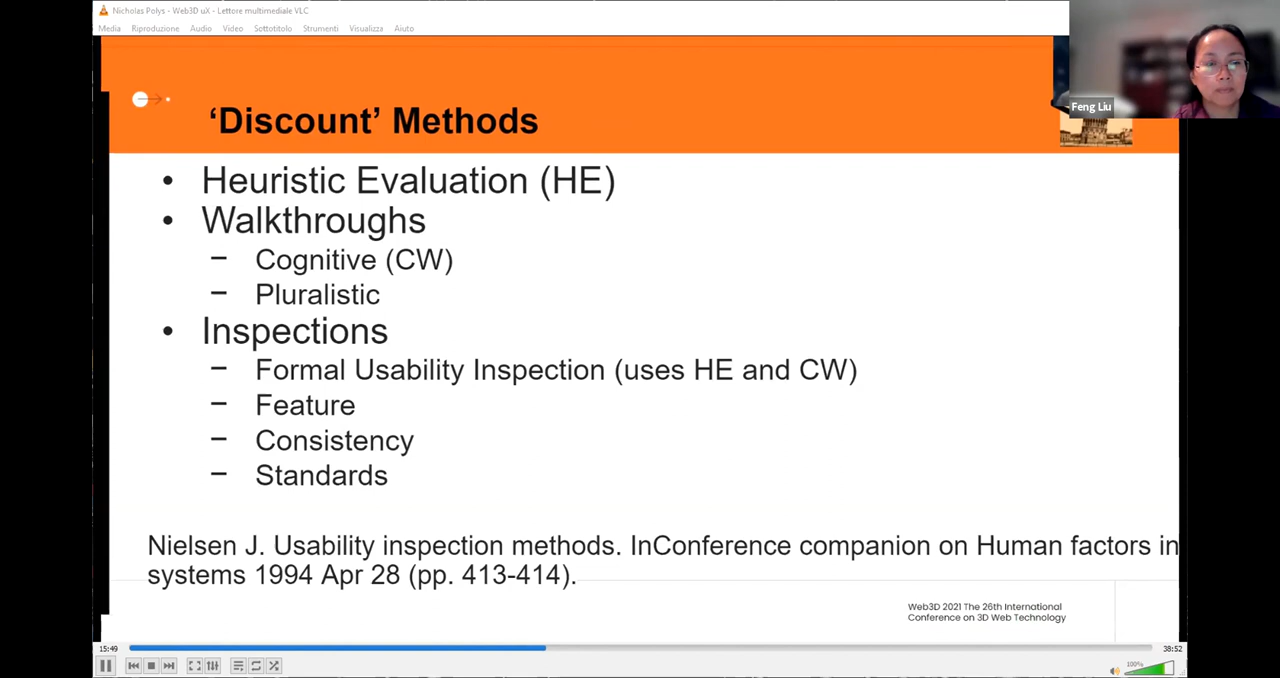 Nicholas Polys - Web3D uX - Lettore multimediale VLC
Media Riproduzione Audio Video Sottotitolo Strumenti Visualizza Aiuto
Feng Liu
‘Discount’ Methods
• Heuristic Evaluation (HE)
• Walkthroughs
– Cognitive (CW)
– Pluralistic
• Inspections
– Formal Usability Inspection (uses HE and CW)
– Feature
– Consistency
– Standards
Nielsen J. Usability inspection methods. InConference companion on Human factors in
systems 1994 Apr 28 (pp. 413-414).
Web3D 2021 The 26th International
Conference on 3D Web Technology
15:49 38:52
100%